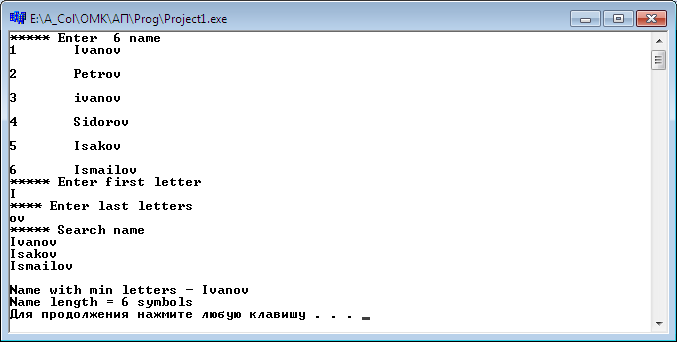 E:\A_Col\ОМК\АП\Prog\Project1.exe
***** Enter  6 name
1       Ivanov
2       Petrov
3       ivanov
4       Sidorov
5       Isakov
6       Ismailov
***** Enter first letter
I
**** Enter last letters
ov
***** Search name
Ivanov
Isakov
Ismailov
Name with min letters - Ivanov
Name length = 6 symbols
Для продолжения нажмите любую клавишу . . .